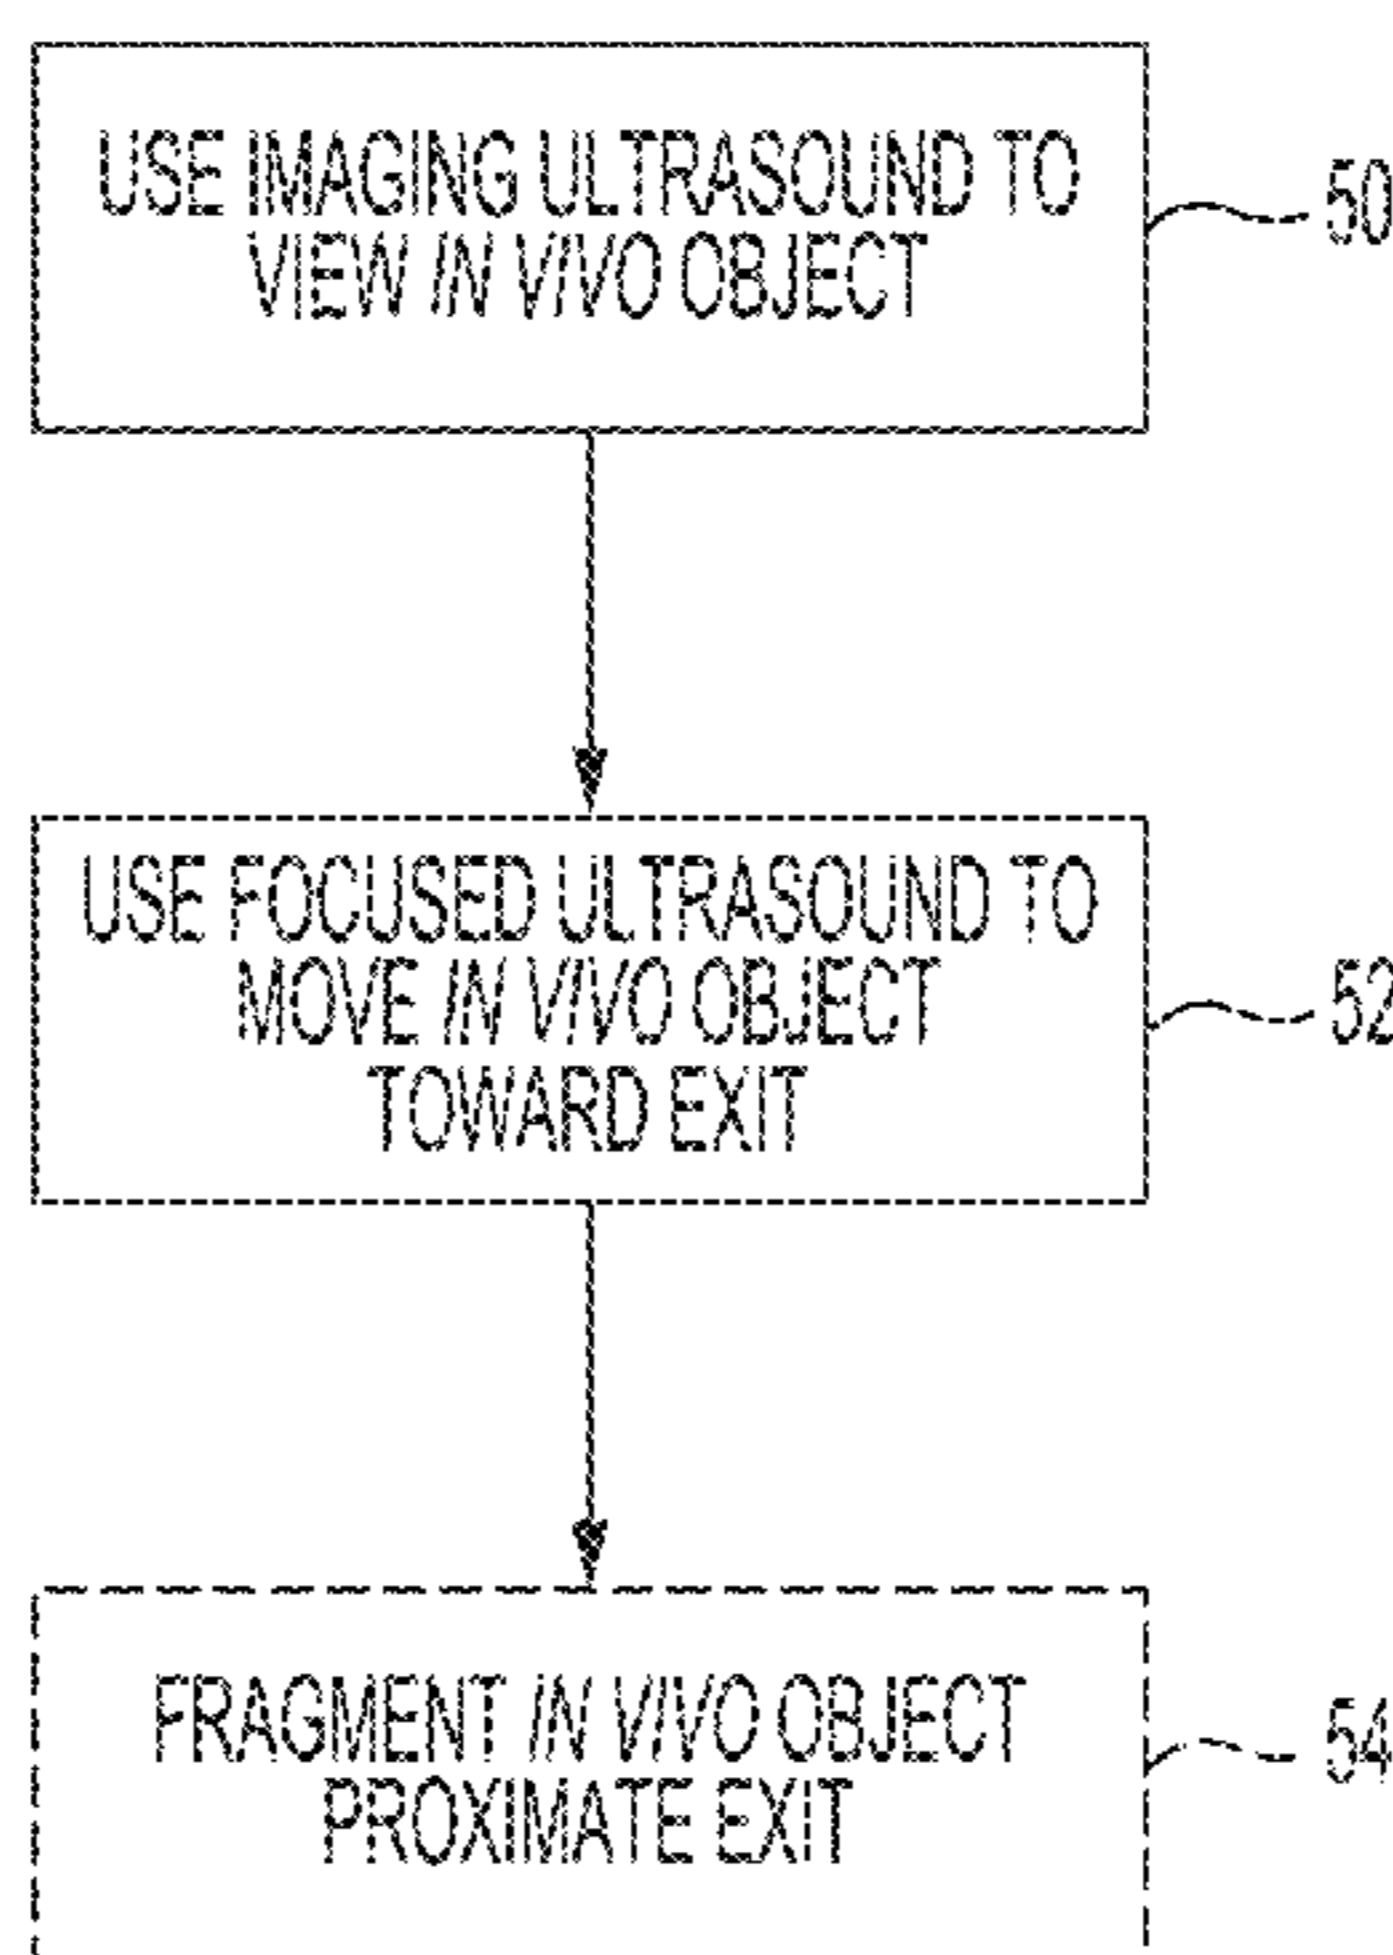 USE IMAGING ULTRASOUND TO
VIEW IN VIVO OBJECT
50
USE FOCUSED ULTRASOUND TO
MOVE IN VIVO OBJECT
TOWARD EXIT
52
FRAGMENT IN VIVO OBJECT
PROXIMATE EXIT
54